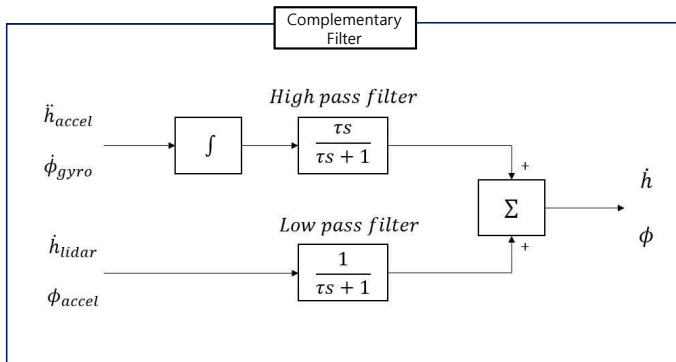 Complementary
Filter
High pass filter
ḧ_accel
∫
τs
τs + 1
ϕ̇_gyro
+
ḣ
Σ
ḣ_lidar
Low pass filter
+
ϕ
1
τs + 1
ϕ_accel